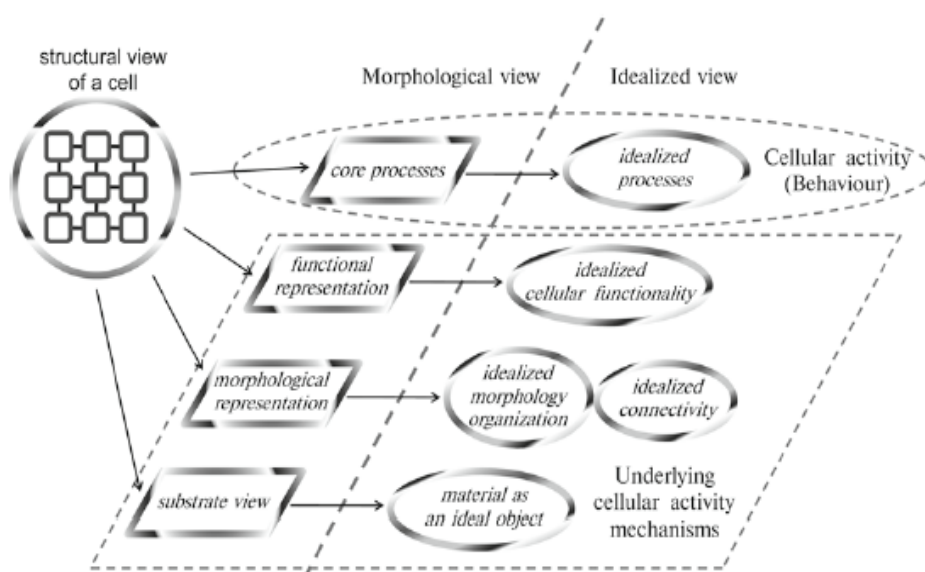 structural view
of a cell
Morphological view
Idealized view
core processes
idealized
processes
Cellular activity
(Behaviour)
functional
representation
idealized
cellular functionality
morphological
representation
idealized
morphology
organization
idealized
connectivity
substrate view
material as
an ideal object
Underlying
cellular activity
mechanisms